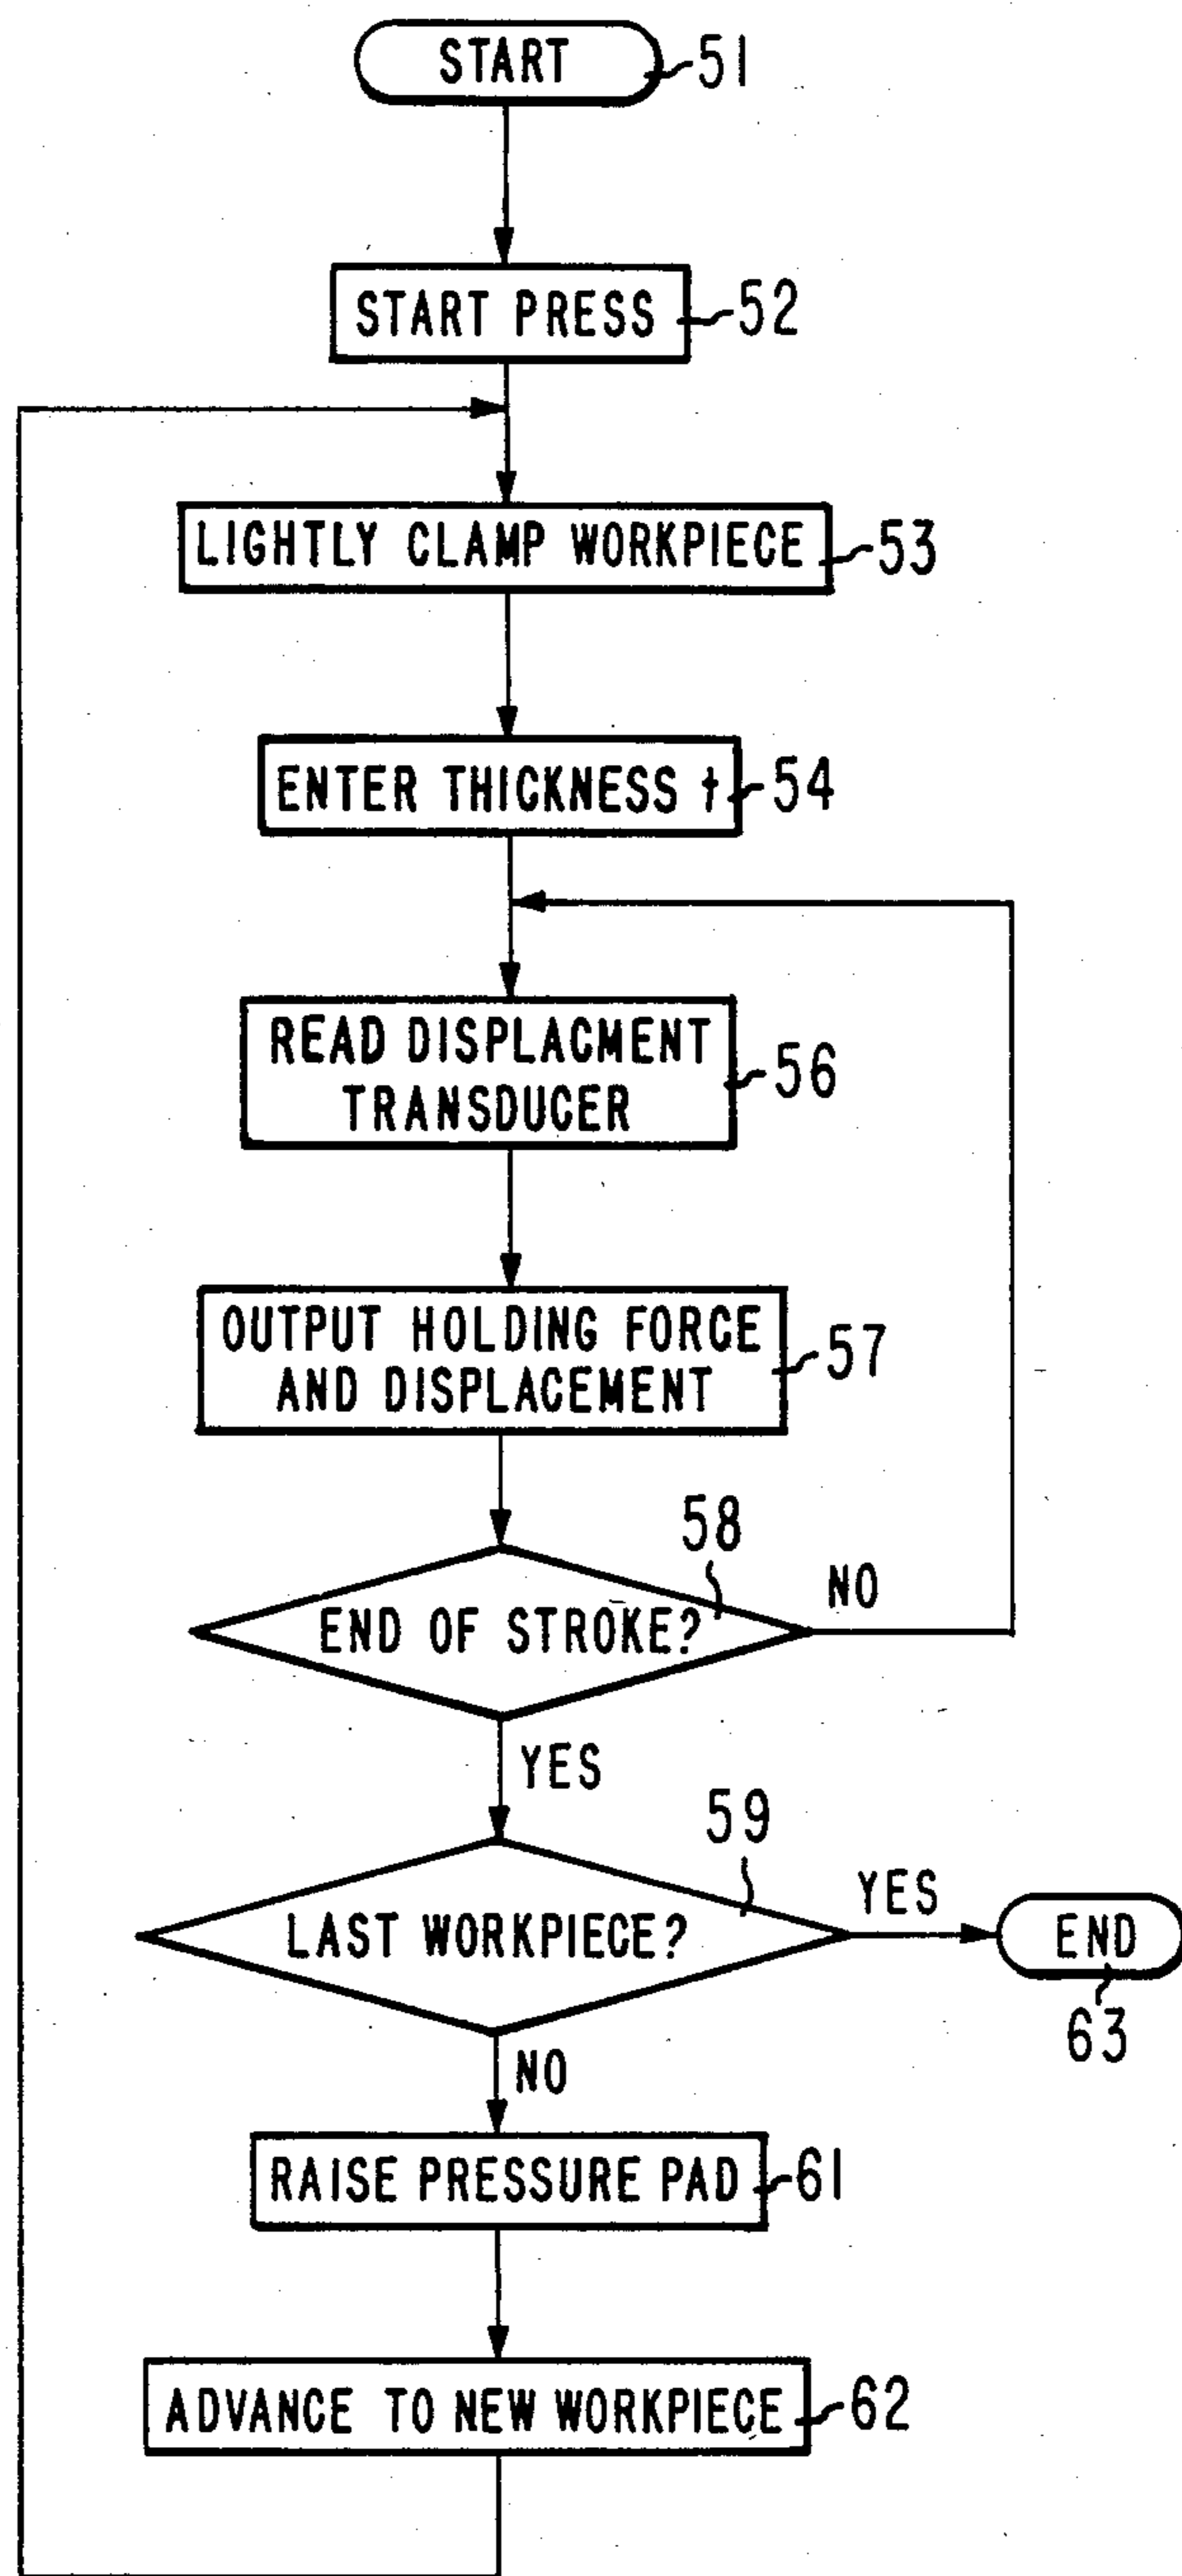 START 51
START PRESS 52
LIGHTLY CLAMP WORKPIECE 53
ENTER THICKNESS t 54
READ DISPLACMENT
TRANSDUCER 56
OUTPUT HOLDING FORCE
AND DISPLACEMENT 57
58
END OF STROKE? NO
YES
59
LAST WORKPIECE? YES END
63
NO
RAISE PRESSURE PAD 61
ADVANCE TO NEW WORKPIECE 62